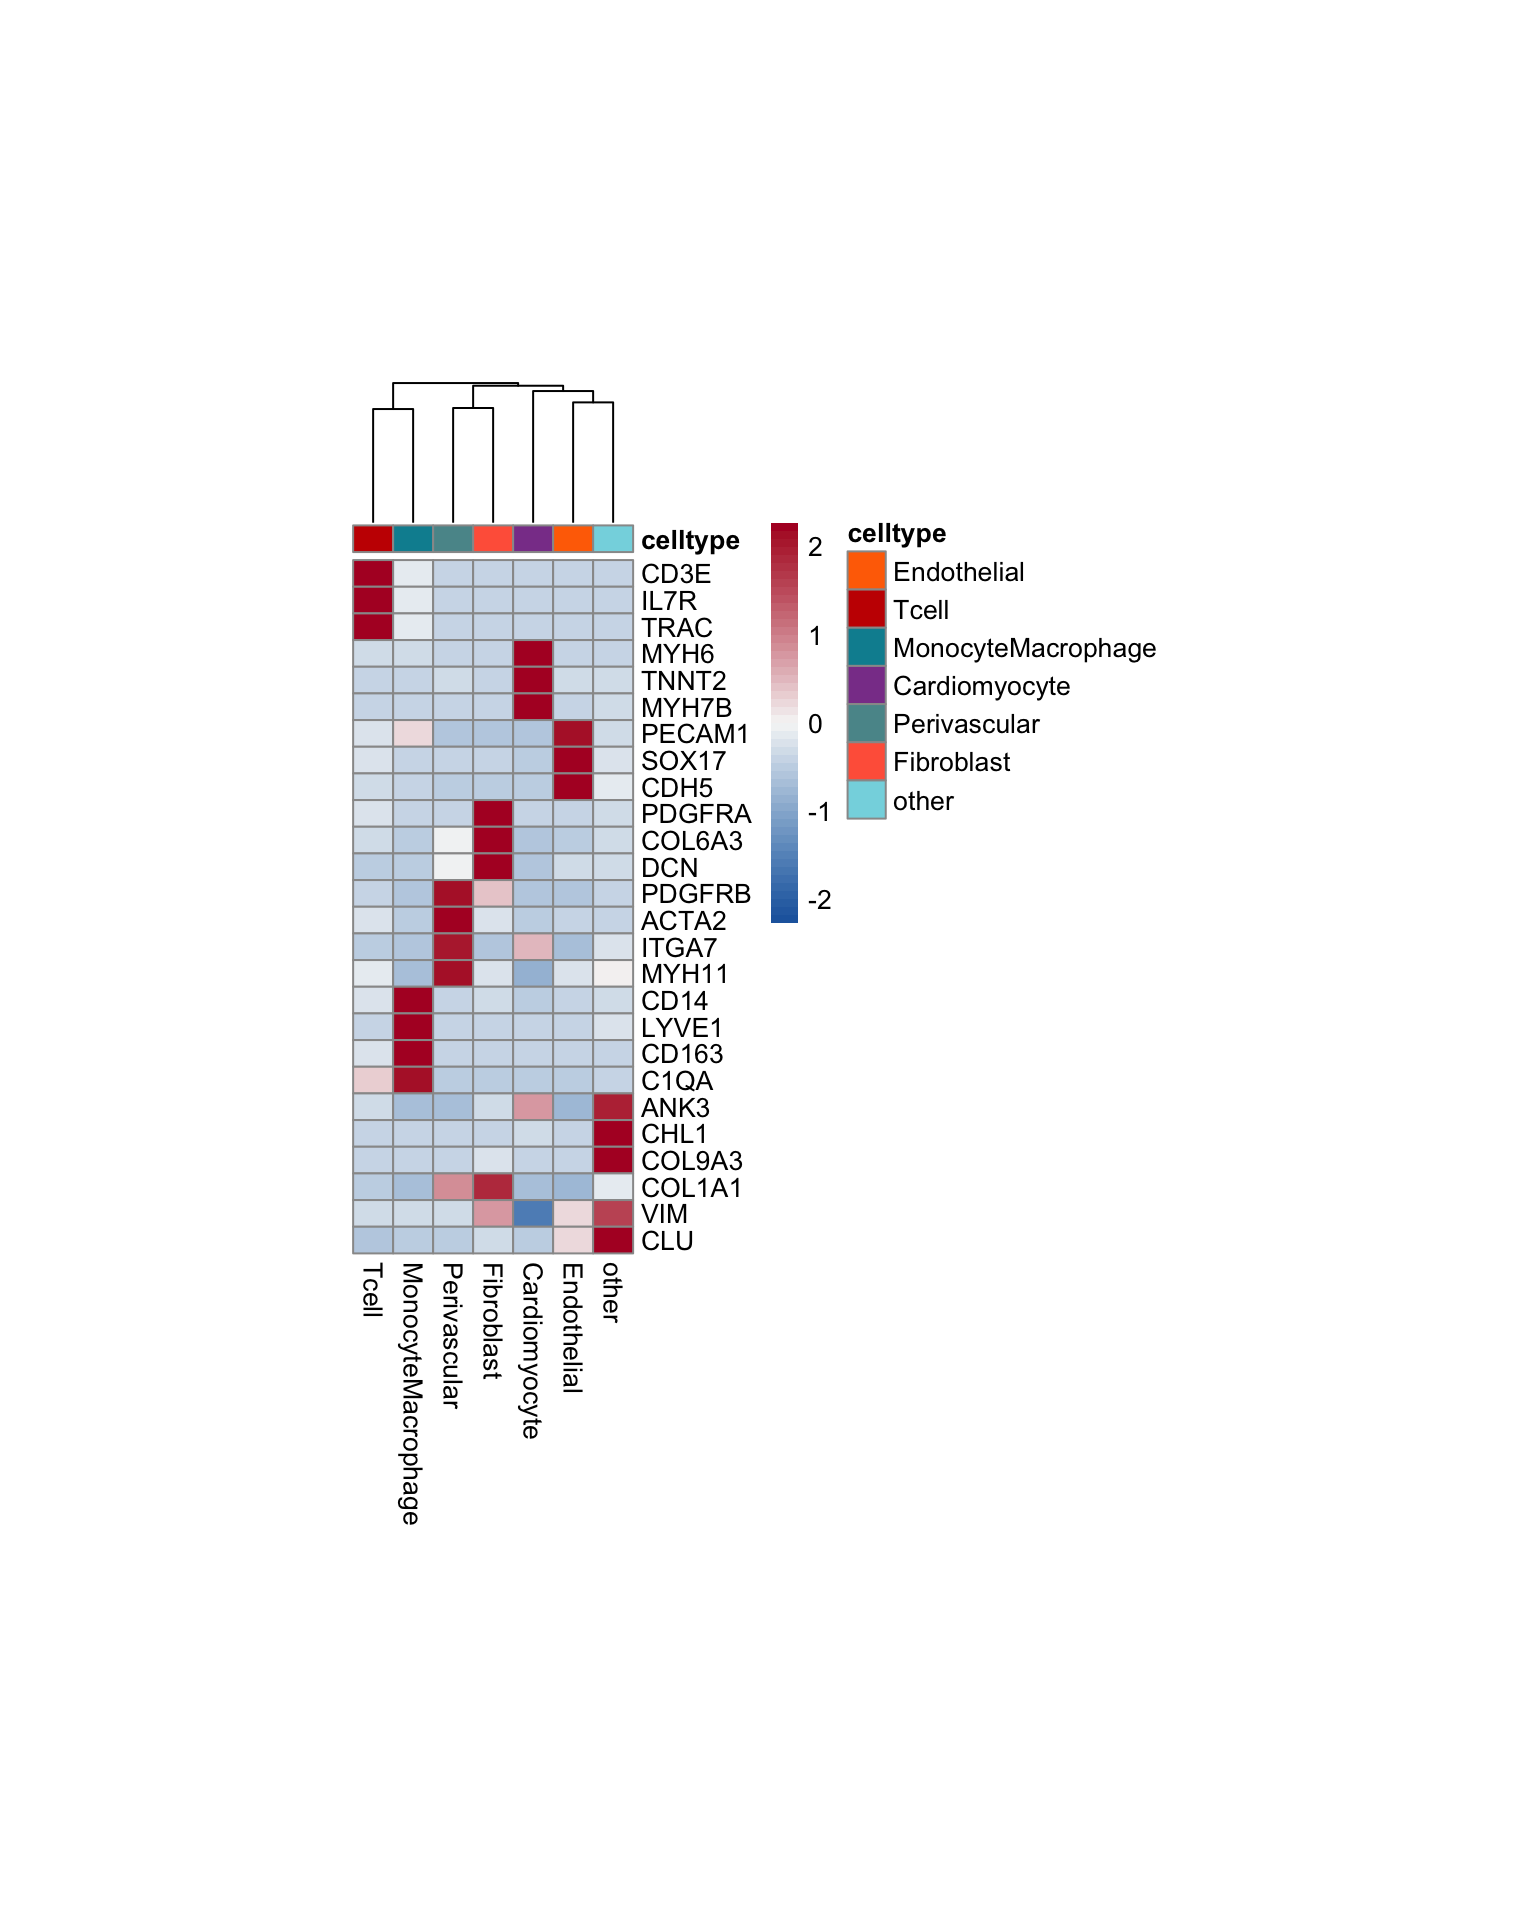 celltype
CD3E
IL7R
TRAC
MYH6
TNNT2
MYH7B
PECAM1
SOX17
CDH5
PDGFRA
COL6A3
DCN
PDGFRB
ACTA2
ITGA7
MYH11
CD14
LYVE1
CD163
C1QA
ANK3
CHL1
COL9A3
COL1A1
VIM
CLU
Tcell
MonocyteMacrophage
Perivascular
Fibroblast
Cardiomyocyte
Endothelial
other
2
1
0
-1
-2
celltype
Endothelial
Tcell
MonocyteMacrophage
Cardiomyocyte
Perivascular
Fibroblast
other